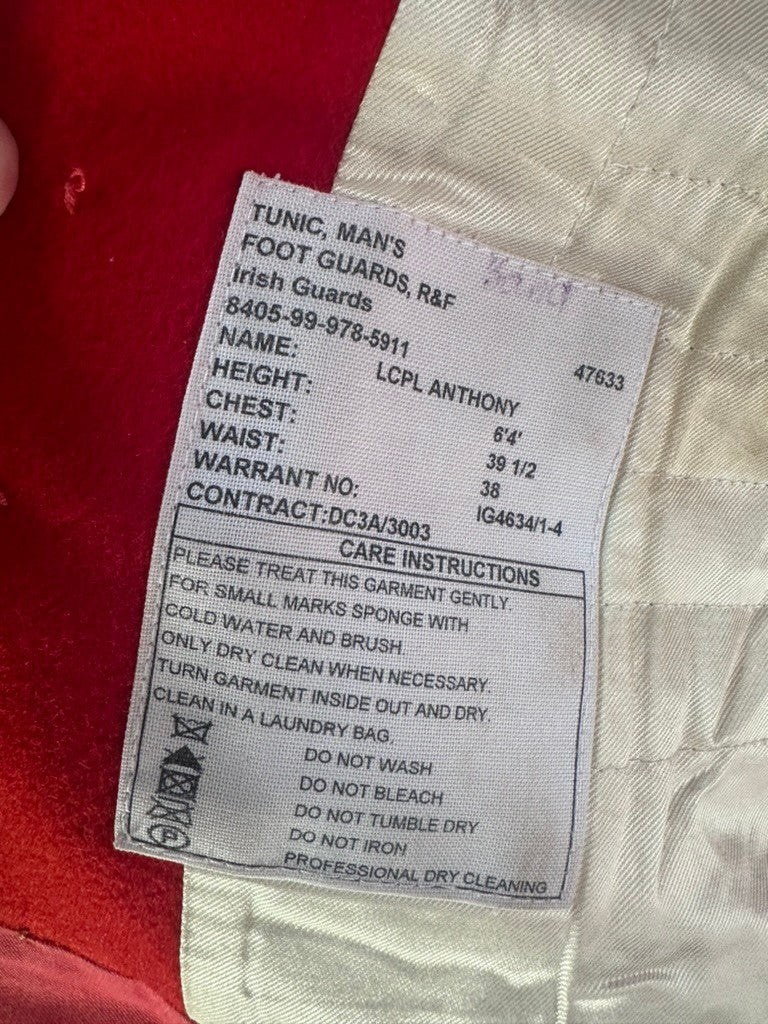 TUNIC, MAN'S
FOOT GUARDS, R&F
Irish Guards
8405-99-978-5911 47633
NAME: LCPL ANTHONY
HEIGHT: 6'4'
CHEST: 39 1/2
WAIST: 38
WARRANT NO: IG4634/1-4
CONTRACT:DC3A/3003
CARE INSTRUCTIONS
PLEASE TREAT THIS GARMENT GENTLY.
FOR SMALL MARKS SPONGE WITH
COLD WATER AND BRUSH
ONLY DRY CLEAN WHEN NECESSARY.
TURN GARMENT INSIDE OUT AND DRY.
CLEAN IN A LAUNDRY BAG.
DO NOT WASH
DO NOT BLEACH
DO NOT TUMBLE DRY
DO NOT IRON
P PROFESSIONAL DRY CLEANING